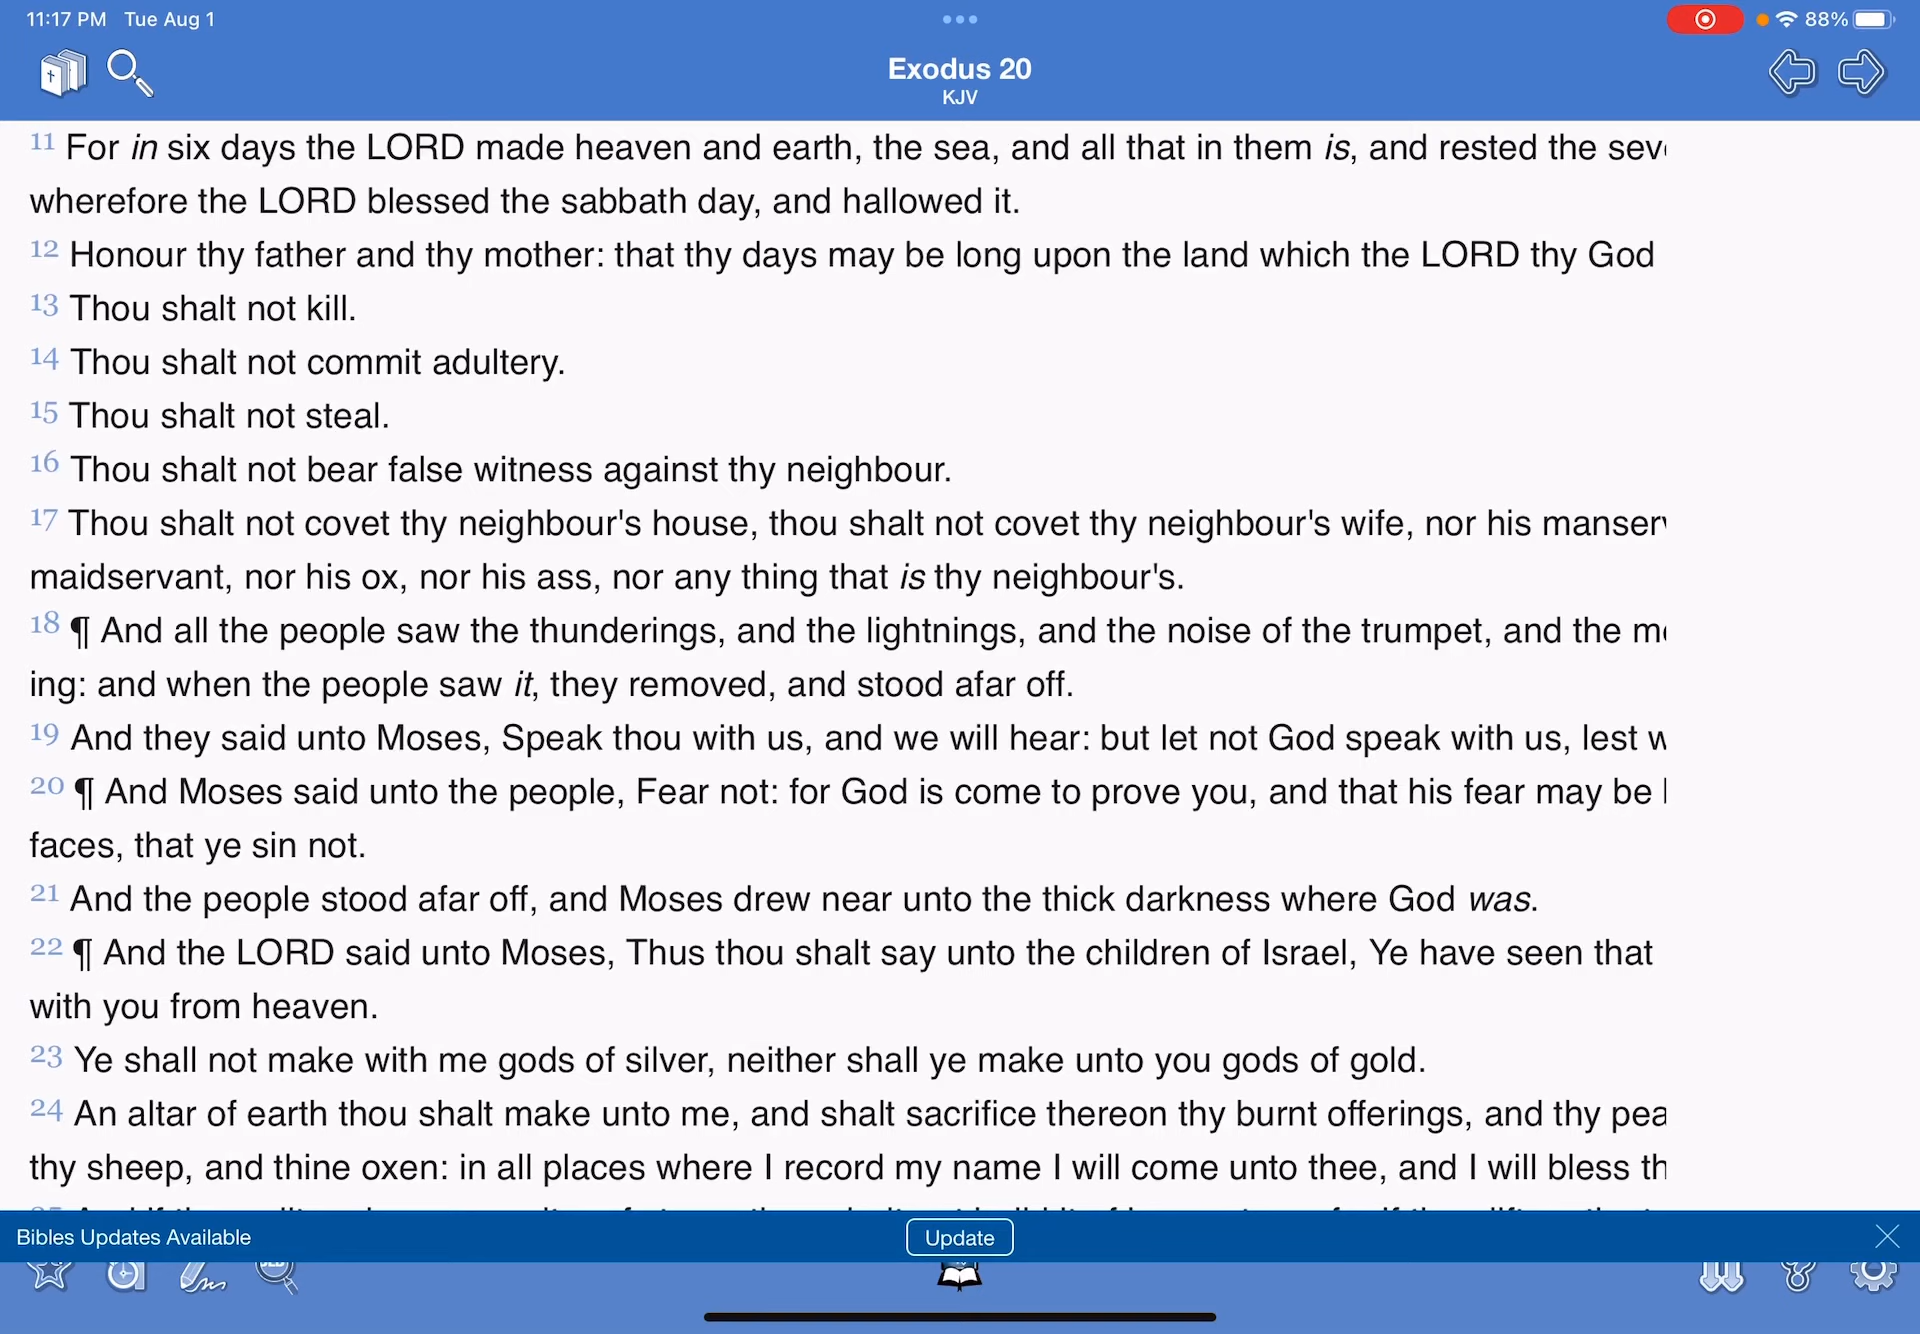 11:17 PM Tue Aug 1
88%
Exodus 20
KJV
11 For in six days the LORD made heaven and earth, the sea, and all that in them is, and rested the
wherefore the LORD blessed the sabbath day, and hallowed it.
12 Honour thy father and thy mother: that thy days may be long upon the land which the LORD thy God
13 Thou shalt not kill.
14 Thou shalt not commit adultery.
15 Thou shalt not steal.
16 Thou shalt not bear false witness against thy neighbour.
17 Thou shalt not covet thy neighbour's house, thou shalt not covet thy neighbour's wife, nor his
maidservant, nor his ox, nor his ass, nor any thing that is thy neighbour's.
18 ¶ And all the people saw the thunderings, and the lightnings, and the noise of the trumpet, and the
ing: and when the people saw it, they removed, and stood afar off.
19 And they said unto Moses, Speak thou with us, and we will hear: but let not God speak with us, lest
20 ¶ And Moses said unto the people, Fear not: for God is come to prove you, and that his fear may be
faces, that ye sin not.
21 And the people stood afar off, and Moses drew near unto the thick darkness where God was.
22 ¶ And the LORD said unto Moses, Thus thou shalt say unto the children of Israel, Ye have seen that
with you from heaven.
23 Ye shall not make with me gods of silver, neither shall ye make unto you gods of gold.
24 An altar of earth thou shalt make unto me, and shalt sacrifice thereon thy burnt offerings, and thy
thy sheep, and thine oxen: in all places where I record my name I will come unto thee, and I will bless
Bibles Updates Available
Update